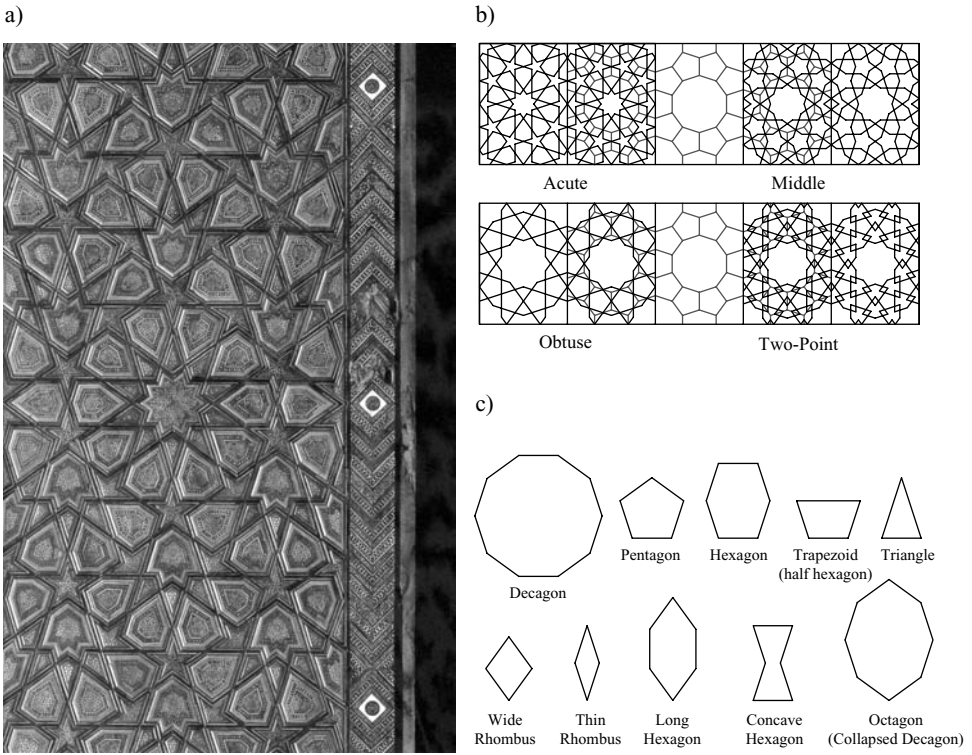 a)
b)
Acute Middle
Obtuse Two-Point
c)
Decagon
Pentagon Hexagon Trapezoid Triangle
(half hexagon)
Wide Thin Long Concave Octagon
Rhombus Rhombus Hexagon Hexagon (Collapsed Decagon)